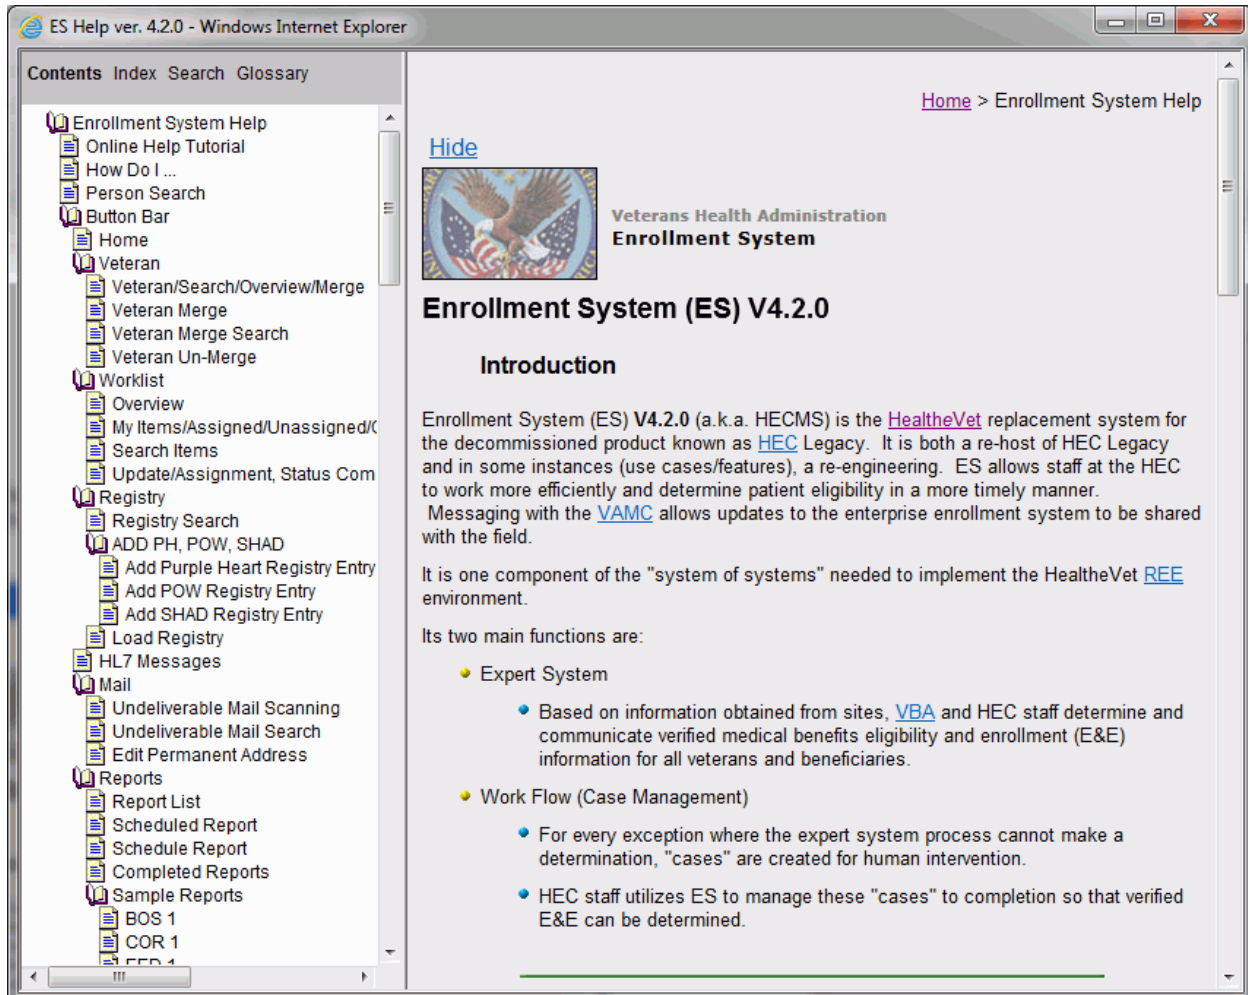 ES Help ver. 4.2.0 - Windows Internet Explorer
Contents Index Search Glossary
Enrollment System Help
Online Help Tutorial
How Do I ...
Person Search
Button Bar
Home
Veteran
Veteran/Search/Overview/Merge
Veteran Merge
Veteran Merge Search
Veteran Un-Merge
Worklist
Overview
My Items/Assigned/Unassigned/
Search Items
Update/Assignment, Status Com
Registry
Registry Search
ADD PH, POW, SHAD
Add Purple Heart Registry Entry
Add POW Registry Entry
Add SHAD Registry Entry
Load Registry
HL7 Messages
Mail
Undeliverable Mail Scanning
Undeliverable Mail Search
Edit Permanent Address
Reports
Report List
Scheduled Report
Schedule Report
Completed Reports
Sample Reports
BOS 1
COR 1
Home > Enrollment System Help
Hide
Veterans Health Administration
Enrollment System
Enrollment System (ES) V4.2.0
Introduction
Enrollment System (ES) V4.2.0 (a.k.a. HECMS) is the HealtheVet replacement system for
the decommissioned product known as HEC Legacy. It is both a re-host of HEC Legacy
and in some instances (use cases/features), a re-engineering. ES allows staff at the HEC
to work more efficiently and determine patient eligibility in a more timely manner.
Messaging with the VAMC allows updates to the enterprise enrollment system to be shared
with the field.
It is one component of the "system of systems" needed to implement the HealtheVet REE
environment.
Its two main functions are:
Expert System
Based on information obtained from sites, VBA and HEC staff determine and
communicate verified medical benefits eligibility and enrollment (E&E)
information for all veterans and beneficiaries.
Work Flow (Case Management)
For every exception where the expert system process cannot make a
determination, "cases" are created for human intervention.
HEC staff utilizes ES to manage these "cases" to completion so that verified
E&E can be determined.